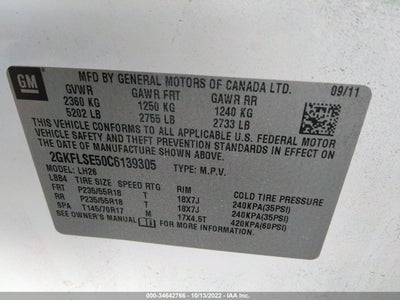 GM
MFD BY GENERAL MOTORS OF CANADA LTD.
09/11
GVWR GAWR FRT GAWR RR
2360 KG 1250 KG 1240 KG
5202 LB 2755 LB 2733 LB
THIS VEHICLE CONFORMS TO ALL APPLICABLE U.S. FEDERAL MOTOR
VEHICLE SAFETY AND THEFT PREVENTION STANDARDS IN EFFECT ON
THE DATE OF MANUFACTURE SHOWN ABOVE.
2GKFLSE50C6139305 TYPE: M.P.V.
MODEL: LH26
LBB4 TIRE SIZE SPEED RTG RIM COLD TIRE PRESSURE
FRT P235/55R18 T 18X7J 240KPA(35PSI)
RR P235/55R18 T 18X7J 240KPA(35PSI)
SPA T145/70R17 M 17X4.5T 420KPA(60PSI)
SEE OWNER'S MANUAL FOR ADDITIONAL INFORMATION.
IAA - 000-34642766 - 10/13/2022 - IAA